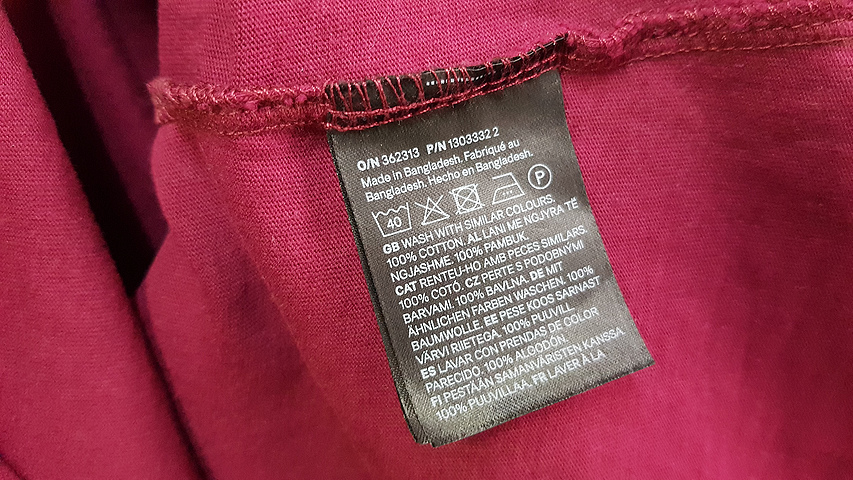 O/N 362313 P/N 1303332 2
Made in Bangladesh. Fabriqué au
Bangladesh. Hecho en Bangladesh.
40 P
GB WASH WITH SIMILAR COLOURS.
100% COTTON. AL LANI ME NGJYRA TË
NGJASHME. 100% PAMBUK
CAT RENTEU-HO AMB PECES SIMILARS.
100% COTÓ. CZ PERTE S PODOBNÝMI
BARVAMI. 100% BAVLNA. DE MIT
ÄHNLICHEN FARBEN WASCHEN. 100%
BAUMWOLLE. EE PESE KOOS SARNAST
VÄRVI RIIETEGA. 100% PUUVILL
ES LAVAR CON PRENDAS DE COLOR
PARECIDO. 100% ALGODÓN.
FI PESTÄÄN SAMANVÄRISTEN KANSSA
100% PUUVILLAA. FR LAVER À LA